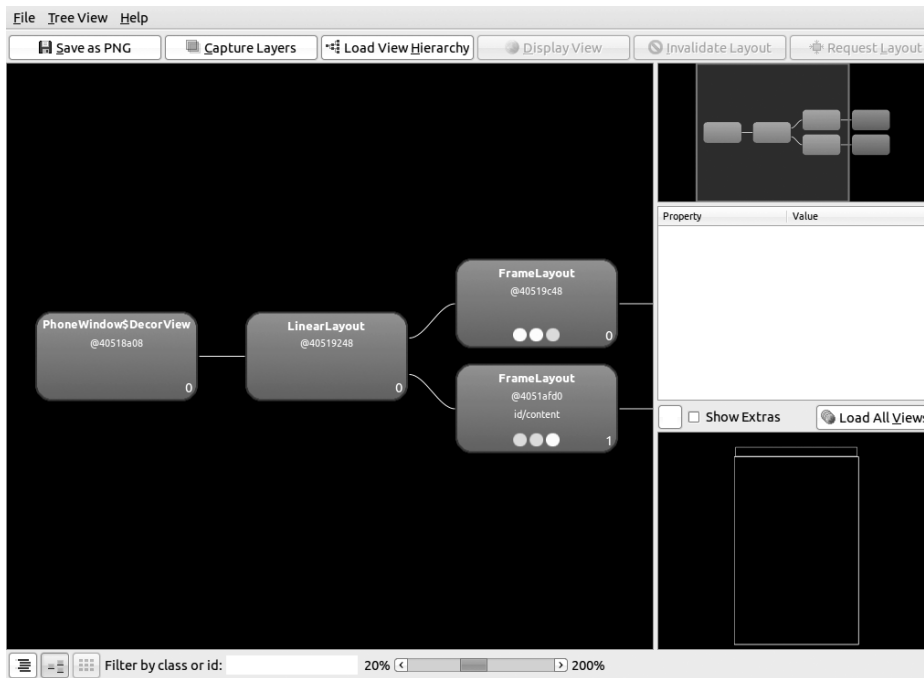 File Tree View Help
Save as PNG Capture Layers Load View Hierarchy Display View Invalidate Layout Request Layout
PhoneWindow$DecorView
@40518a08
0
LinearLayout
@40519248
0
FrameLayout
@40519c48
0
FrameLayout
@4051afd0
id/content
1
Property Value
Show Extras Load All Views
Filter by class or id: 20% 200%